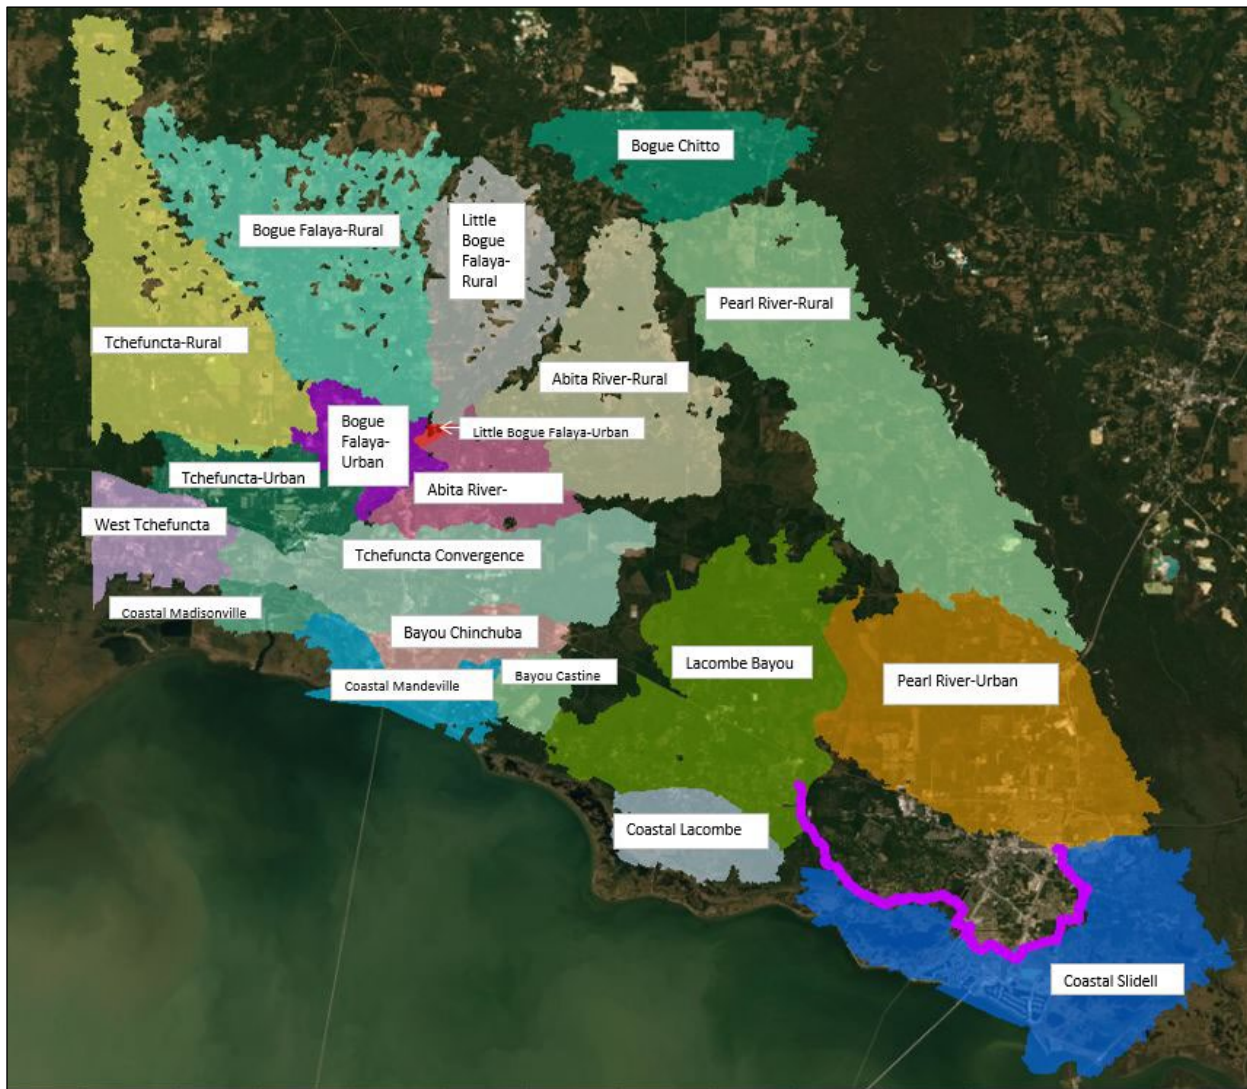 Bogue Chitto
Bogue Falaya-Rural
Little
Bogue
Falaya-
Rural
Pearl River-Rural
Tchefuncta-Rural
Abita River-Rural
Bogue
Falaya-
Urban
Little Bogue Falaya-Urban
Tchefuncta-Urban
Abita River-
West Tchefuncta
Tchefuncta Convergence
Coastal Madisonville
Bayou Chinchuba
Lacombe Bayou
Bayou Castine
Coastal Mandeville
Pearl River-Urban
Coastal Lacombe
Coastal Slidell